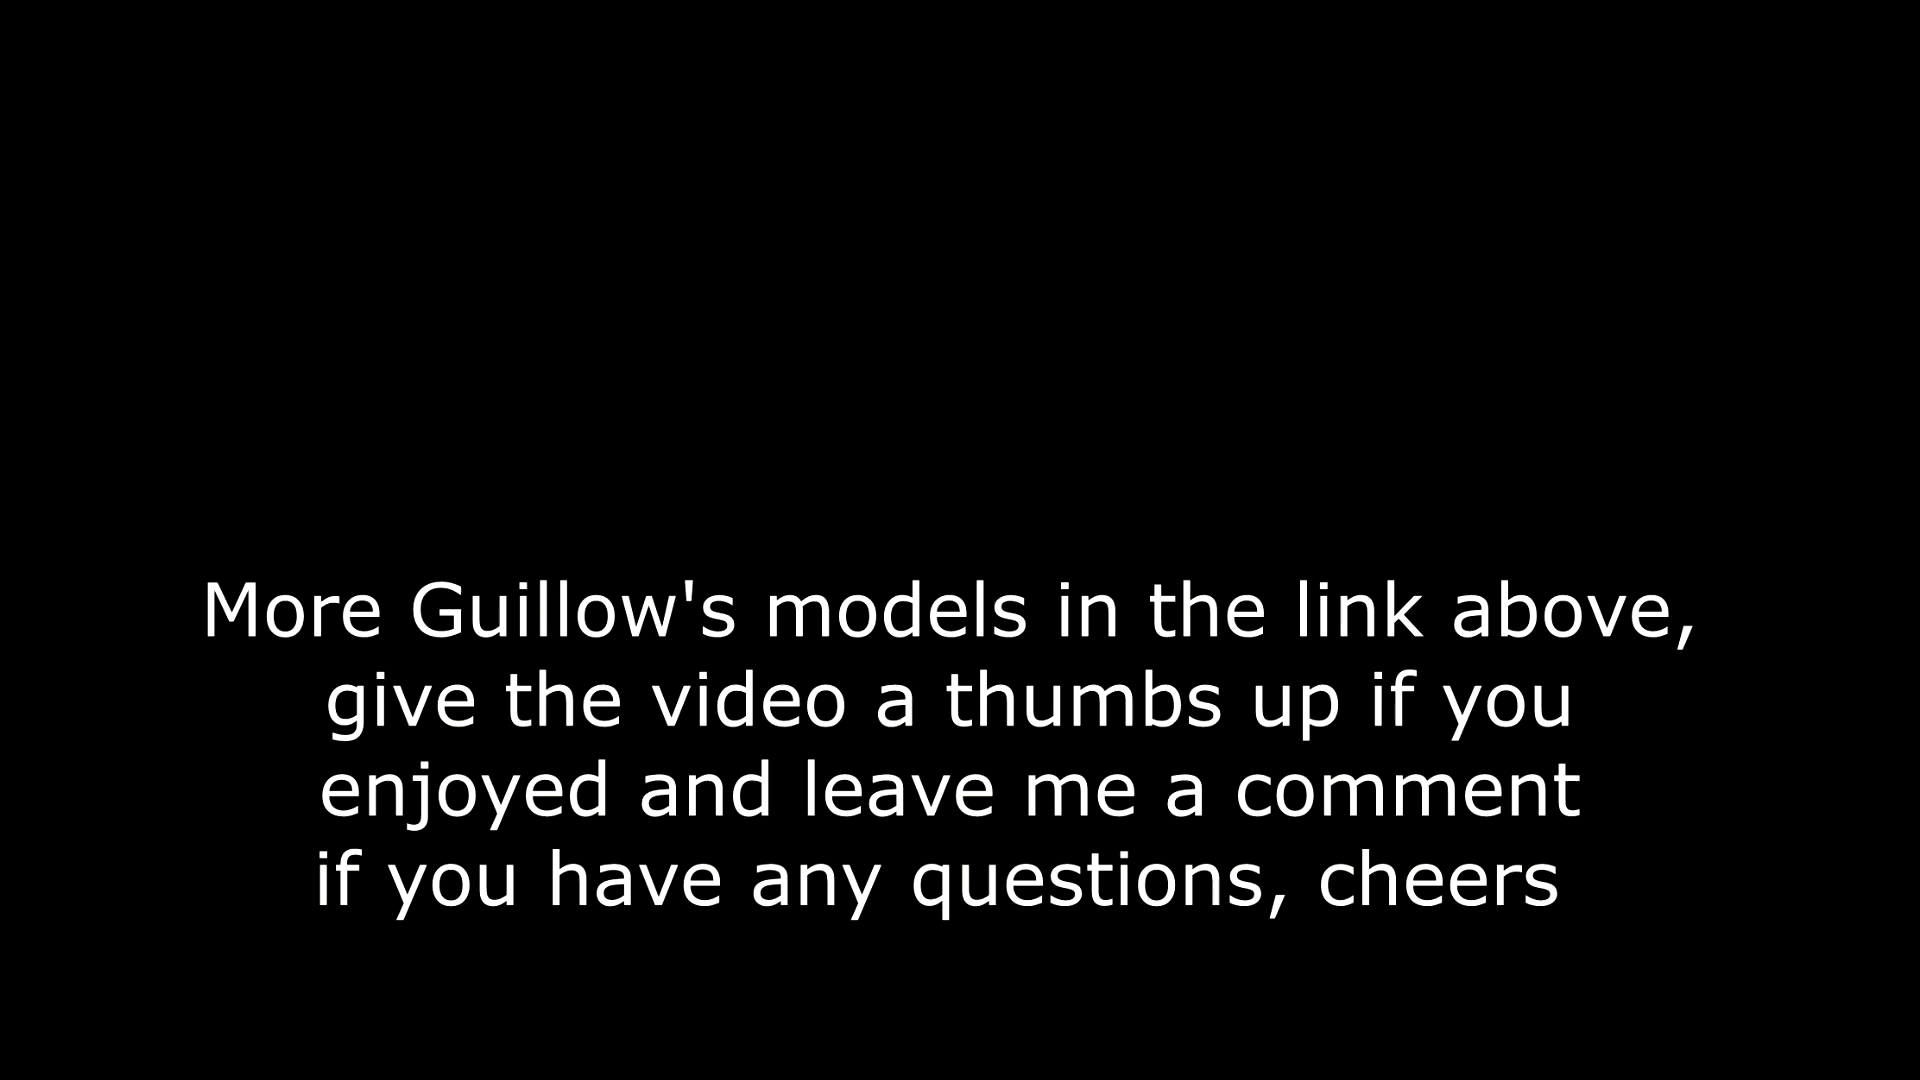 More Guillow's models in the link above,
give the video a thumbs up if you
enjoyed and leave me a comment
if you have any questions, cheers